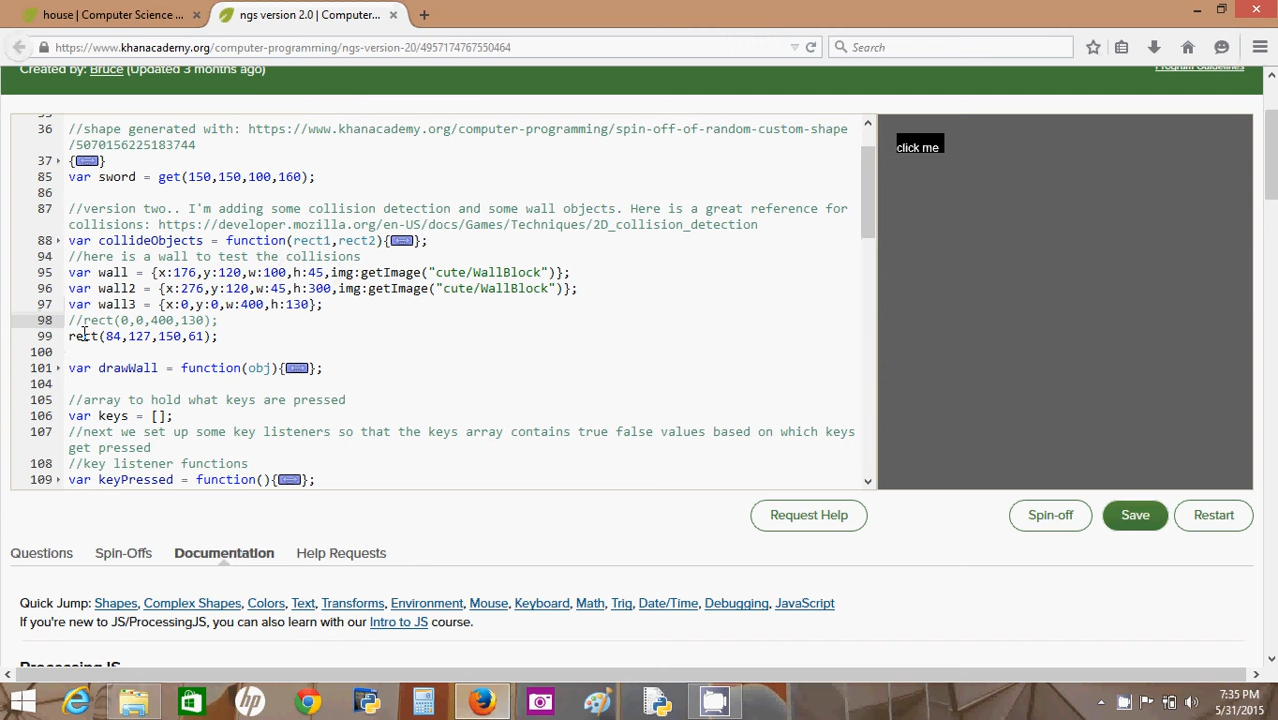 house | Computer Science ...
ngs version 2.0 | Computer...
https://www.khanacademy.org/computer-programming/ngs-version-20/4957174767550464
Search
Created by: Bruce (Updated 3 months ago)
Program Guidelines
36 //shape generated with: https://www.khanacademy.org/computer-programming/spin-off-of-random-custom-shape
/5070156225183744
37 {}
85 var sword = get(150,150,100,160);
86
87 //version two.. I'm adding some collision detection and some wall objects. Here is a great reference for
collisions: https://developer.mozilla.org/en-US/docs/Games/Techniques/2D_collision_detection
88 var collideObjects = function(rect1,rect2){};
94 //here is a wall to test the collisions
95 var wall = {x:176,y:120,w:100,h:45,img:getImage("cute/WallBlock")};
96 var wall2 = {x:276,y:120,w:45,h:300,img:getImage("cute/WallBlock")};
97 var wall3 = {x:0,y:0,w:400,h:130};
98 //rect(0,0,400,130);
99 rect(84,127,150,61);
100
101 var drawWall = function(obj){};
104
105 //array to hold what keys are pressed
106 var keys = [];
107 //next we set up some key listeners so that the keys array contains true false values based on which keys
get pressed
108 //key listener functions
109 var keyPressed = function(){};
click me
Request Help
Spin-off
Save
Restart
Questions
Spin-Offs
Documentation
Help Requests
Quick Jump: Shapes, Complex Shapes, Colors, Text, Transforms, Environment, Mouse, Keyboard, Math, Trig, Date/Time, Debugging, JavaScript
If you're new to JS/ProcessingJS, you can also learn with our Intro to JS course.
ProcessingJS
hp
7:35 PM
5/31/2015